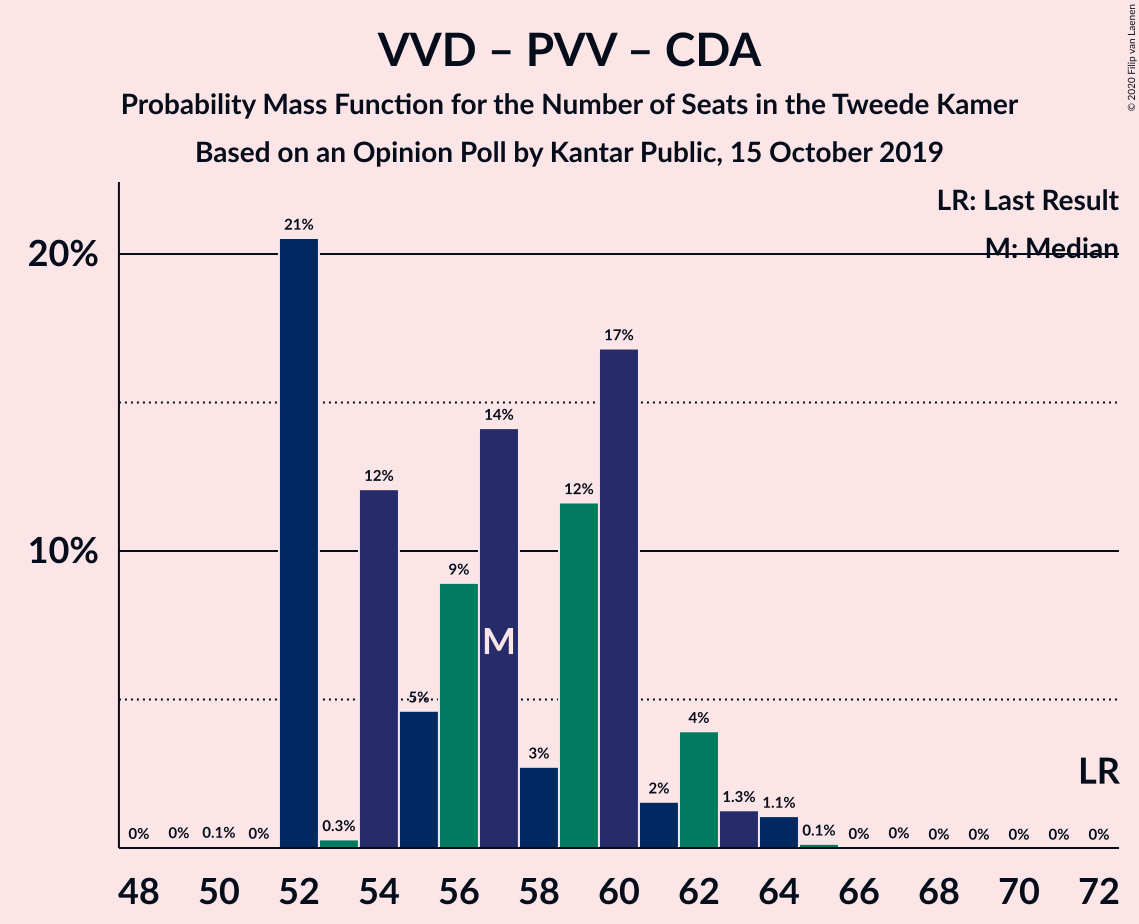 VVD – PVV – CDA
Probability Mass Function for the Number of Seats in the Tweede Kamer
Based on an Opinion Poll by Kantar Public, 15 October 2019
© 2020 Filip van Laenen
LR: Last Result
M: Median
20%
10%
0% 0% 0.1% 0% 21% 0.3% 12% 5% 9% 14% 3% 12% 17% 2% 4% 1.3% 1.1% 0.1% 0% 0% 0% 0% 0% 0% 0%
M
LR
48 50 52 54 56 58 60 62 64 66 68 70 72